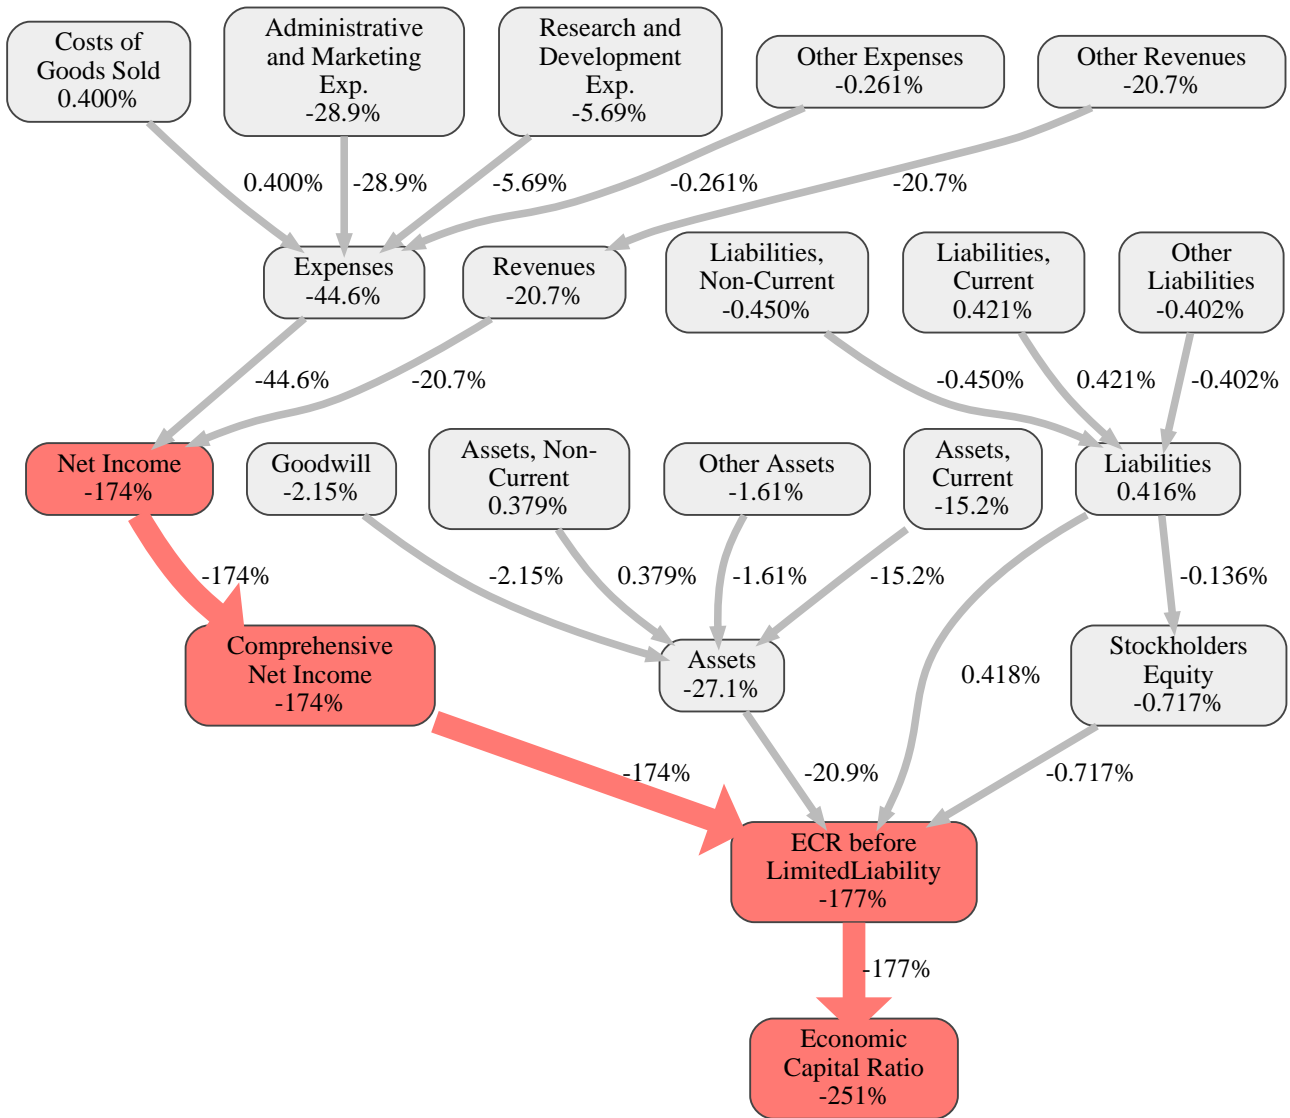 Costs of
Goods Sold
0.400%
Administrative
and Marketing
Exp.
-28.9%
Research and
Development
Exp.
-5.69%
Other Expenses
-0.261%
Other Revenues
-20.7%
0.400%
-28.9%
-5.69%
-0.261%
-20.7%
Expenses
-44.6%
Revenues
-20.7%
Liabilities,
Non-Current
-0.450%
Liabilities,
Current
0.421%
Other
Liabilities
-0.402%
-44.6%
-20.7%
-0.450%
0.421%
-0.402%
Net Income
-174%
Goodwill
-2.15%
Assets, Non-
Current
0.379%
Other Assets
-1.61%
Assets,
Current
-15.2%
Liabilities
0.416%
-174%
-2.15%
0.379%
-1.61%
-15.2%
-0.136%
Comprehensive
Net Income
-174%
Assets
-27.1%
0.418%
Stockholders
Equity
-0.717%
-174%
-20.9%
-0.717%
ECR before
LimitedLiability
-177%
-177%
Economic
Capital Ratio
-251%